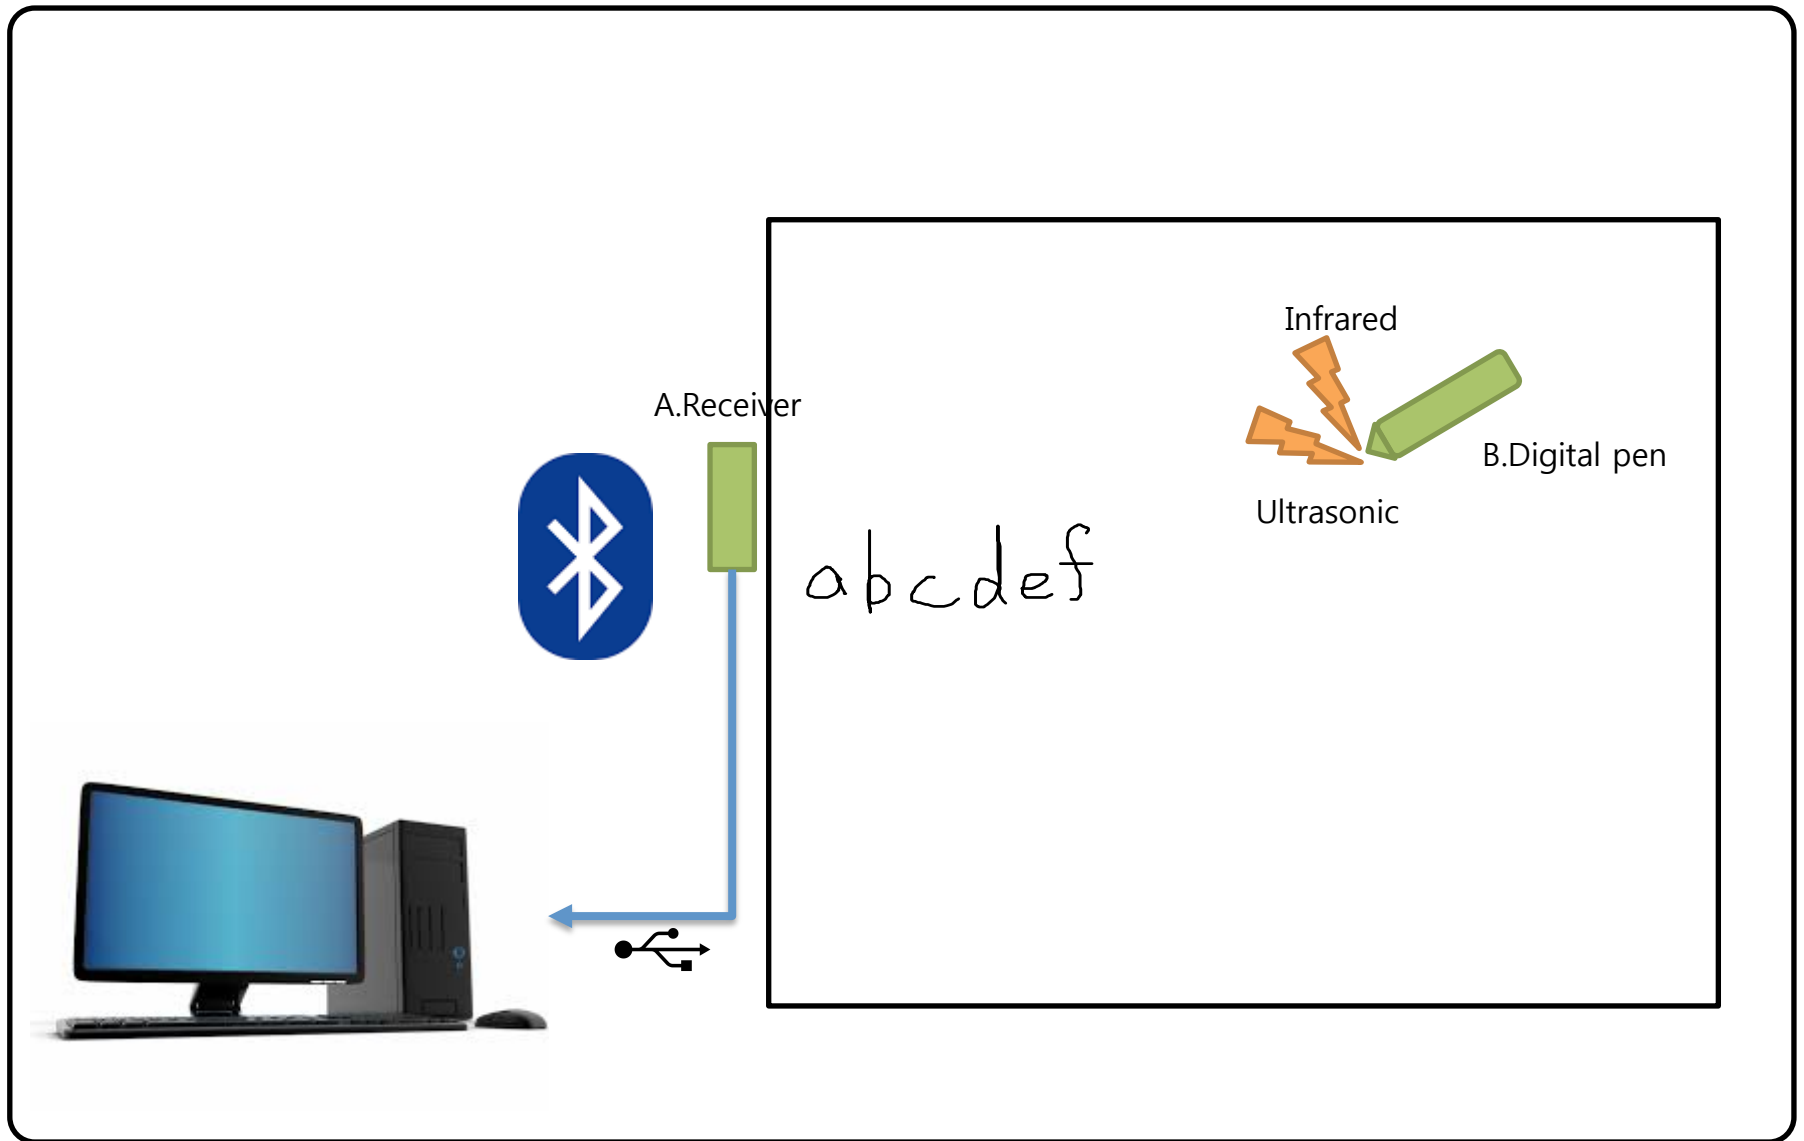 Infrared
A.Receiver
B.Digital pen
Ultrasonic
abcdef